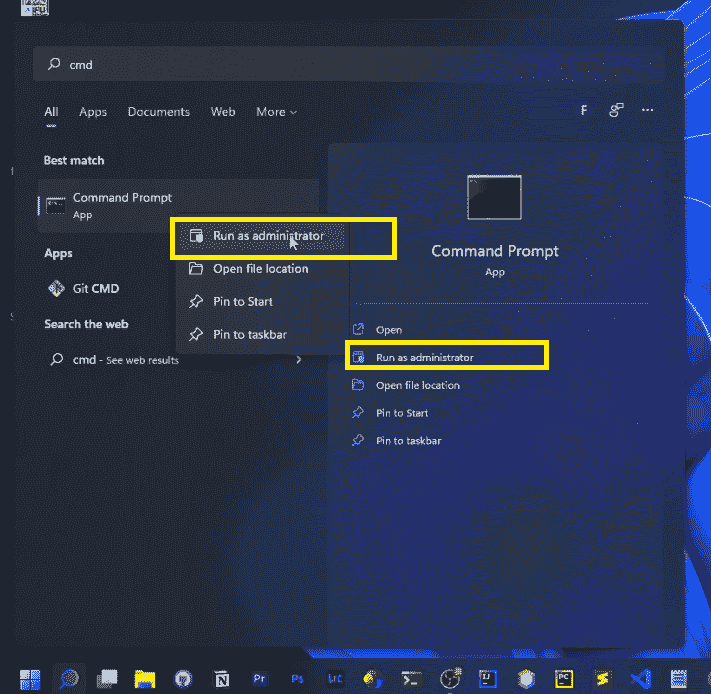 cmd
All Apps Documents Web More F
Best match
Command Prompt
App
Run as administrator
Open file location
Pin to Start
Pin to taskbar
Apps
Git CMD
Search the web
cmd - See web results
Command Prompt
App
Open
Run as administrator
Open file location
Pin to Start
Pin to taskbar
Pr Ps LrC IJ PC